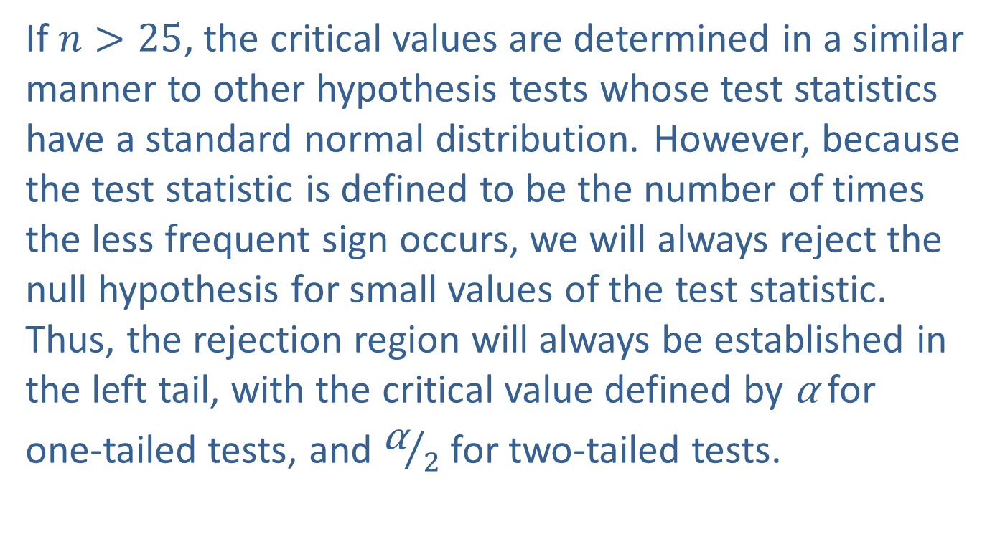 If n > 25, the critical values are determined in a similar
manner to other hypothesis tests whose test statistics
have a standard normal distribution. However, because
the test statistic is defined to be the number of times
the less frequent sign occurs, we will always reject the
null hypothesis for small values of the test statistic.
Thus, the rejection region will always be established in
the left tail, with the critical value defined by α for
one-tailed tests, and α/2 for two-tailed tests.